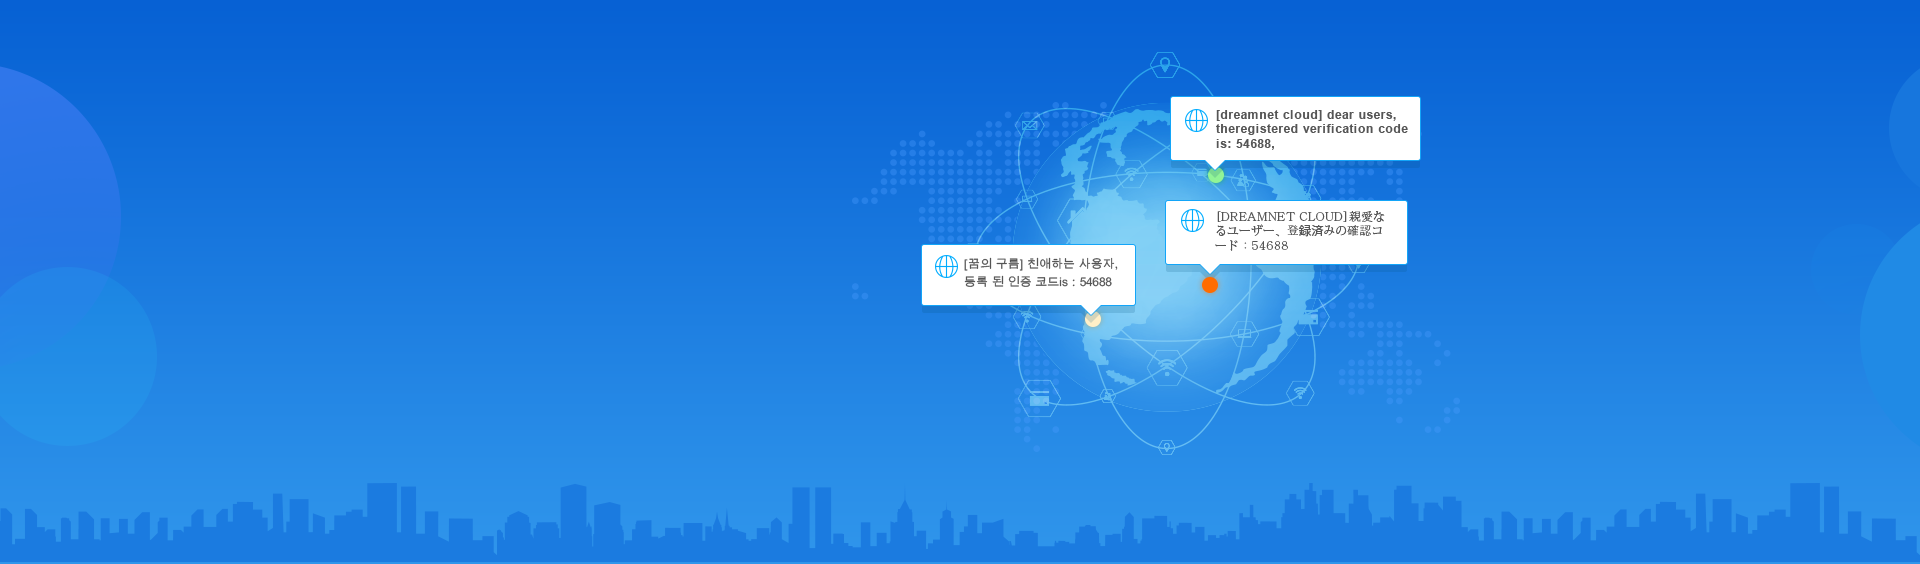 [dreamnet cloud] dear users,
theregistered verification code
is: 54688,
[DREAMNET CLOUD]親愛な
るユーザー、登録済みの確認コ
ード：54688
[꿈의 구름] 친애하는 사용자,
등록 된 인증 코드is : 54688